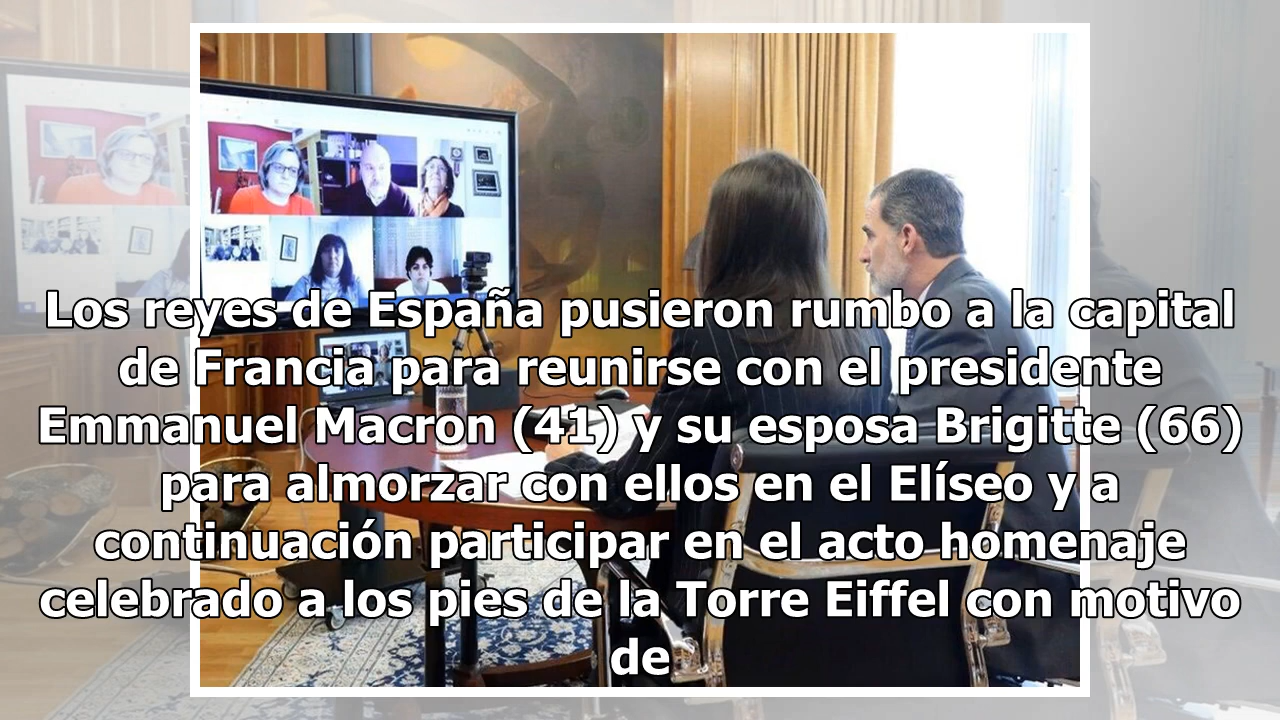 Los reyes de España pusieron rumbo a la capital
de Francia para reunirse con el presidente
Emmanuel Macron (41) y su esposa Brigitte (66)
para almorzar con ellos en el Elíseo y a
continuación participar en el acto homenaje
celebrado a los pies de la Torre Eiffel con motivo
de